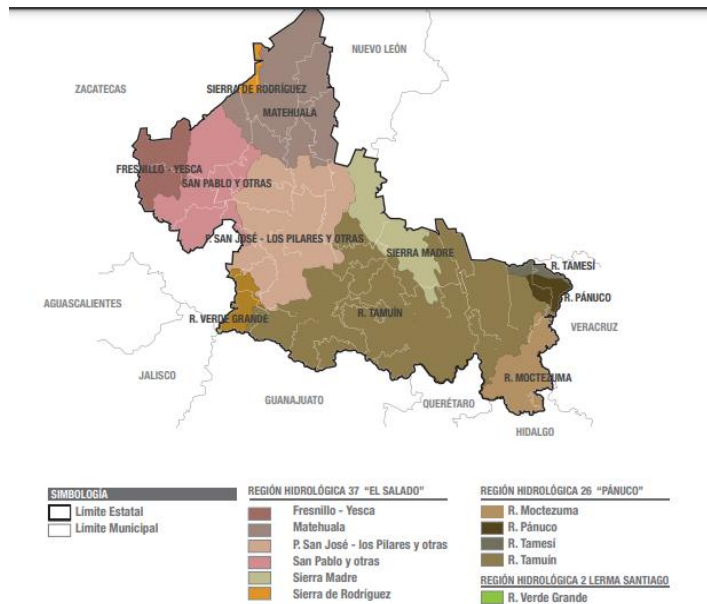 NUEVO LEÓN
ZACATECAS
SIERRA DE RODRÍGUEZ
MATEHUALA
FRESNILLO - YESCA
SAN PABLO Y OTRAS
P. SAN JOSÉ - LOS PILARES Y OTRAS
SIERRA MADRE
R. TAMESÍ
AGUASCALIENTES
R. PÁNUCO
R. VERDE GRANDE
R. TAMUÍN
VERACRUZ
JALISCO
R. MOCTEZUMA
GUANAJUATO
QUERÉTARO
HIDALGO
SIMBOLOGÍA
Límite Estatal
Límite Municipal
REGIÓN HIDROLÓGICA 37 “EL SALADO”
Fresnillo - Yesca
Matehuala
P. San José - los Pilares y otras
San Pablo y otras
Sierra Madre
Sierra de Rodríguez
REGIÓN HIDROLÓGICA 26 “PÁNUCO”
R. Moctezuma
R. Pánuco
R. Tamesí
R. Tamuín
REGIÓN HIDROLÓGICA 2 LERMA SANTIAGO
R. Verde Grande